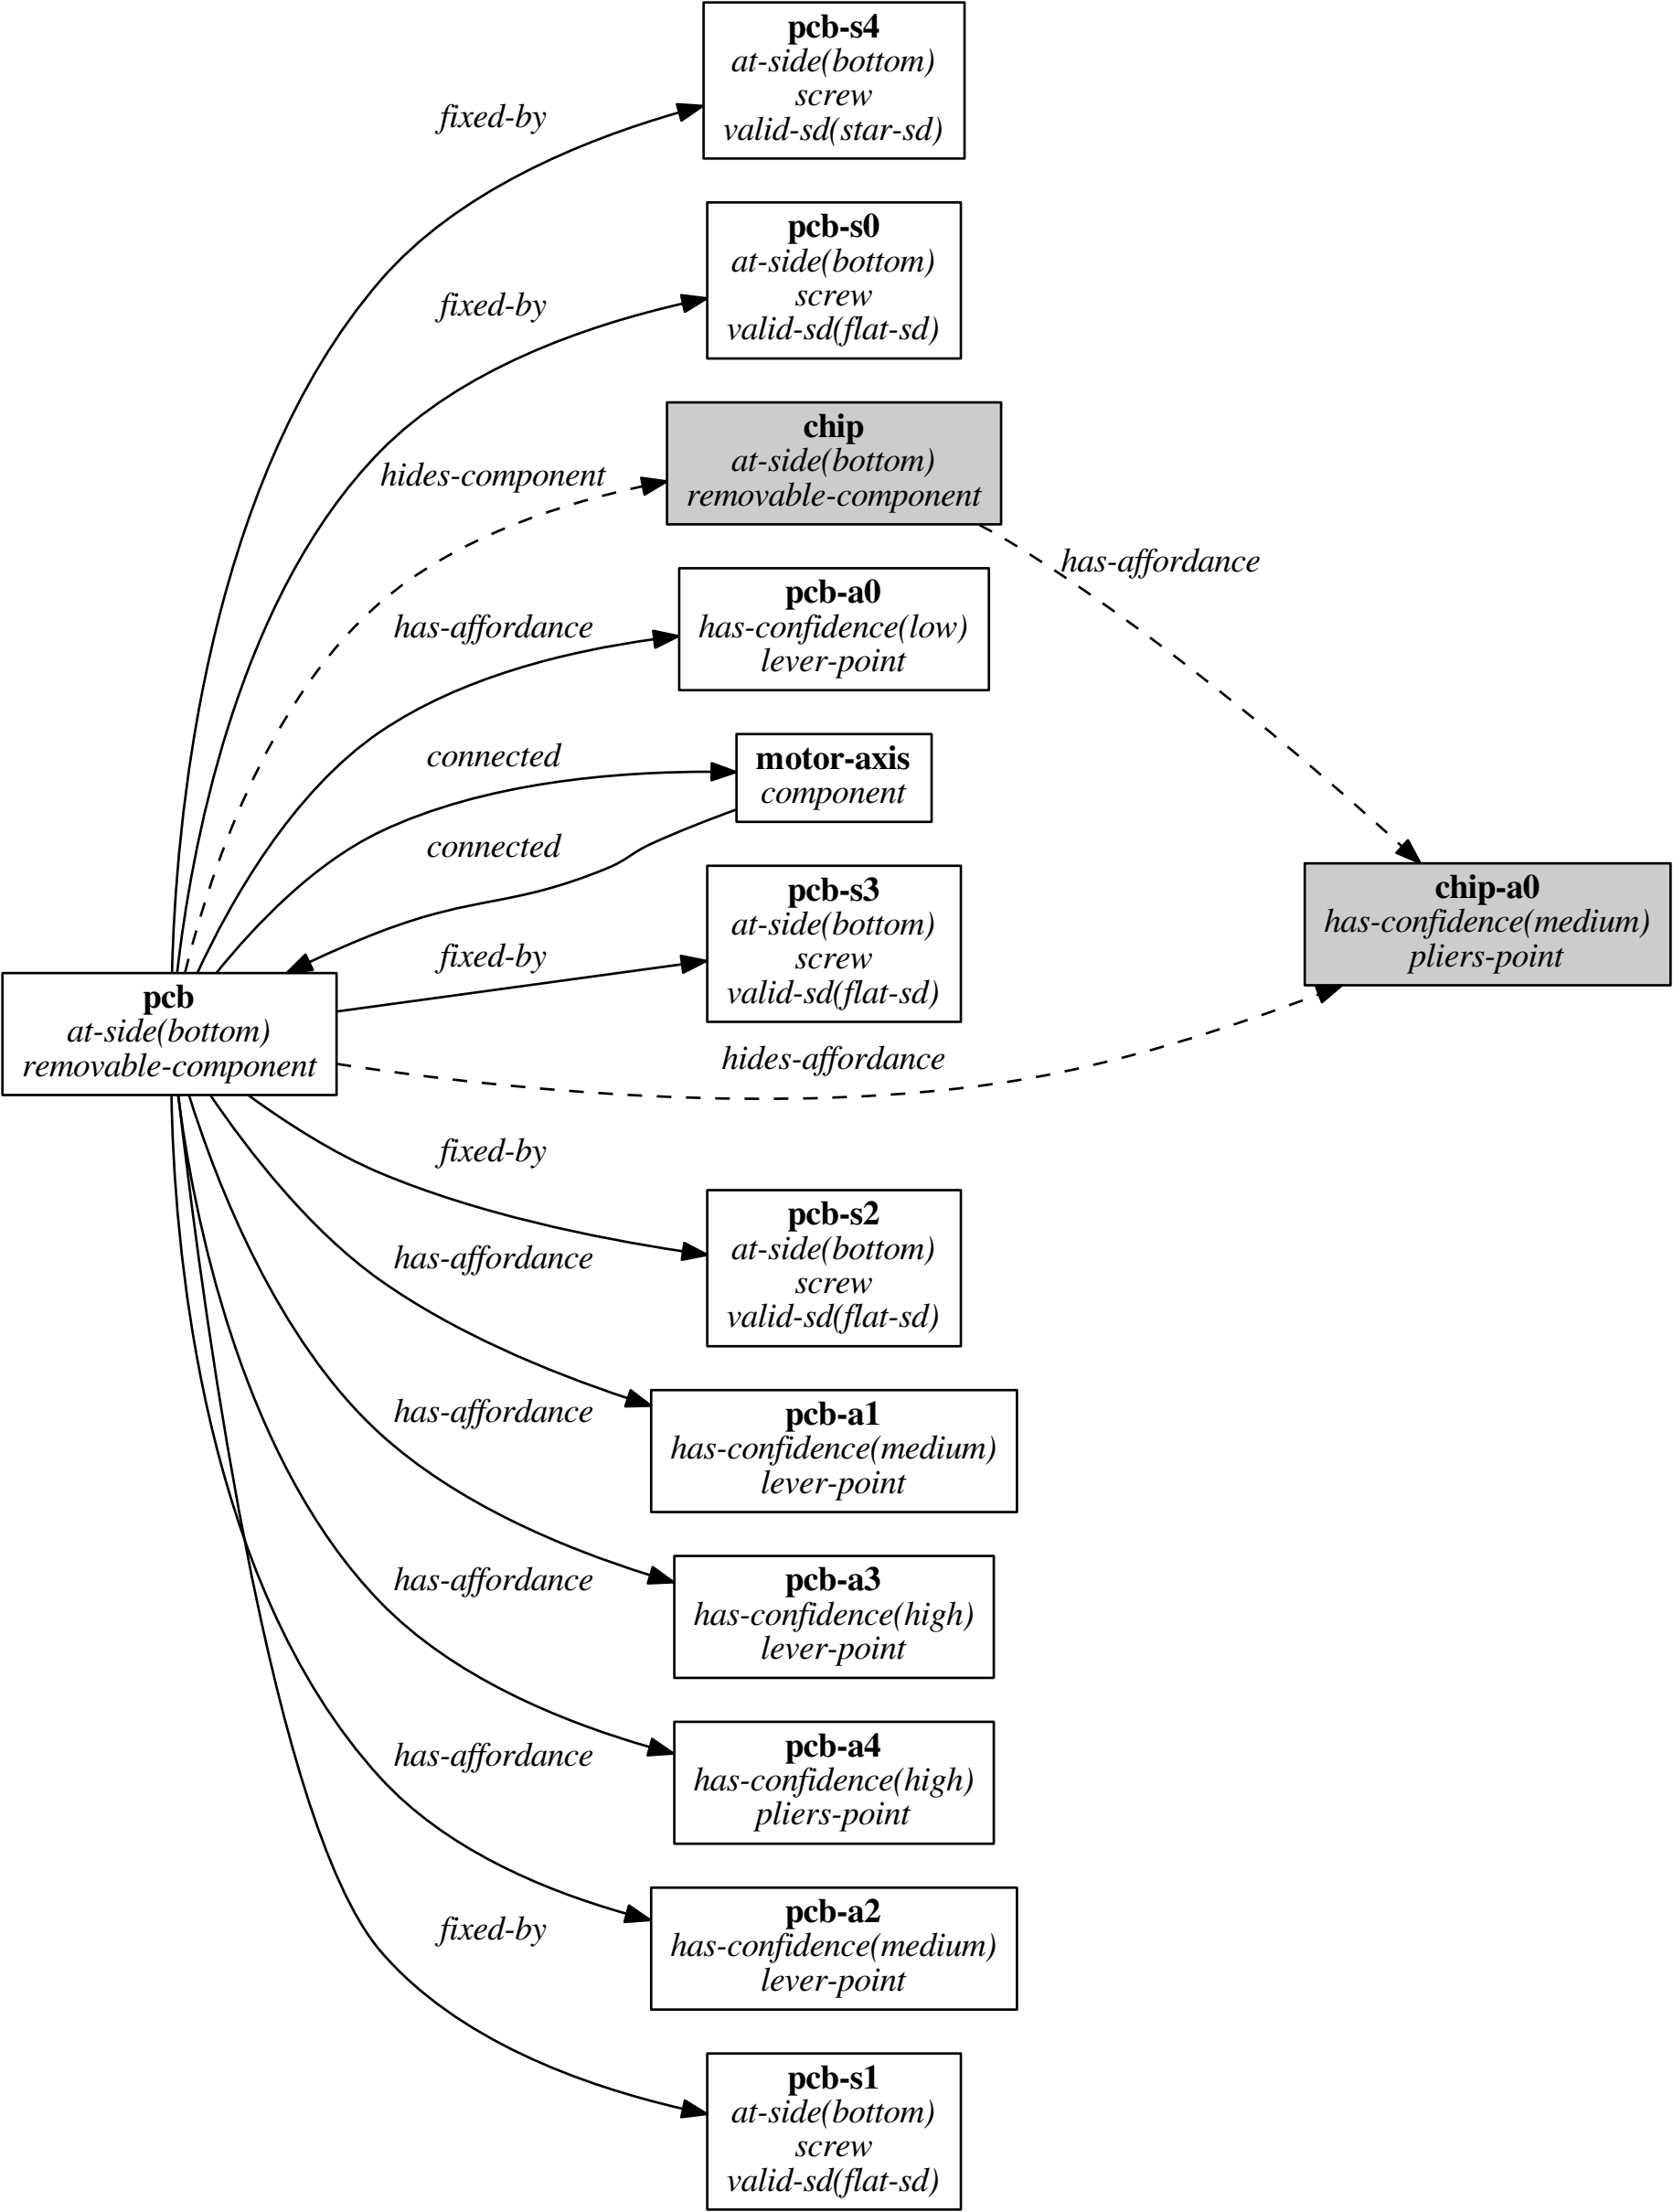 pcb-s4
at-side(bottom)
screw
valid-sd(star-sd)
fixed-by
pcb-s0
at-side(bottom)
screw
valid-sd(flat-sd)
fixed-by
chip
at-side(bottom)
removable-component
hides-component
has-affordance
pcb-a0
has-confidence(low)
lever-point
has-affordance
motor-axis
component
connected
connected
pcb-s3
at-side(bottom)
screw
valid-sd(flat-sd)
fixed-by
chip-a0
has-confidence(medium)
pliers-point
pcb
at-side(bottom)
removable-component
hides-affordance
fixed-by
pcb-s2
at-side(bottom)
screw
valid-sd(flat-sd)
has-affordance
pcb-a1
has-confidence(medium)
lever-point
has-affordance
pcb-a3
has-confidence(high)
lever-point
has-affordance
pcb-a4
has-confidence(high)
pliers-point
has-affordance
pcb-a2
has-confidence(medium)
lever-point
fixed-by
pcb-s1
at-side(bottom)
screw
valid-sd(flat-sd)